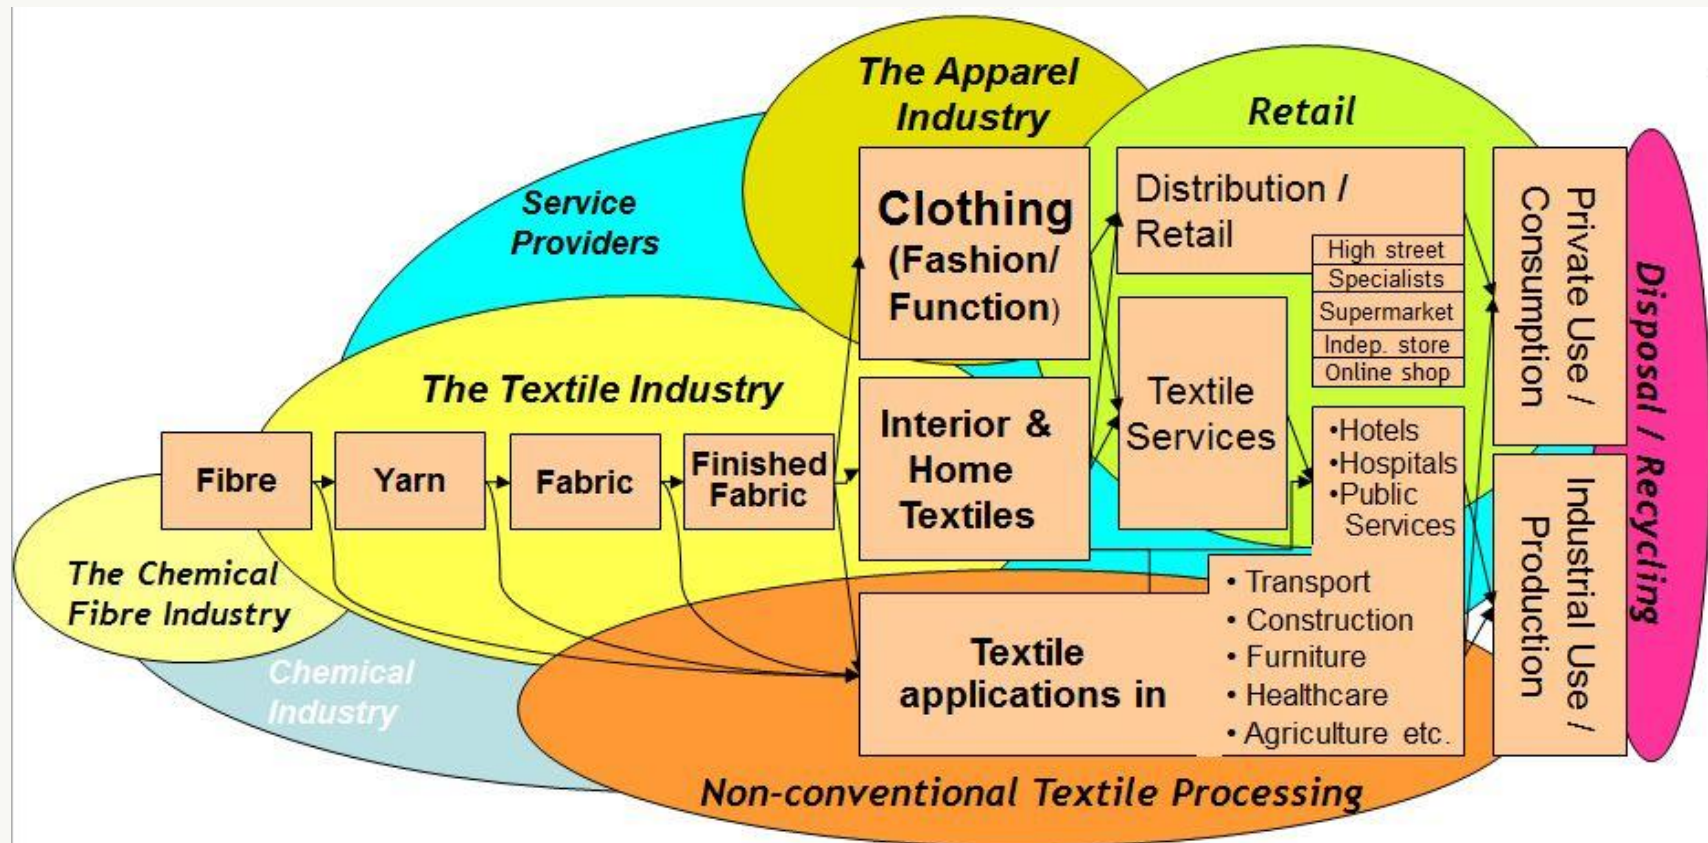 The Apparel
Industry
Retail
Service
Providers
Clothing
(Fashion/
Function)
Distribution /
Retail
High street
Specialists
Supermarket
Indep. store
Online shop
Private Use /
Consumption
Disposal / Recycling
The Textile Industry
Fibre
Yarn
Fabric
Finished
Fabric
Interior &
Home
Textiles
Textile
Services
•Hotels
•Hospitals
•Public
Services
Industrial Use /
Production
The Chemical
Fibre Industry
Chemical
Industry
Textile
applications in
• Transport
• Construction
• Furniture
• Healthcare
• Agriculture etc.
Non-conventional Textile Processing